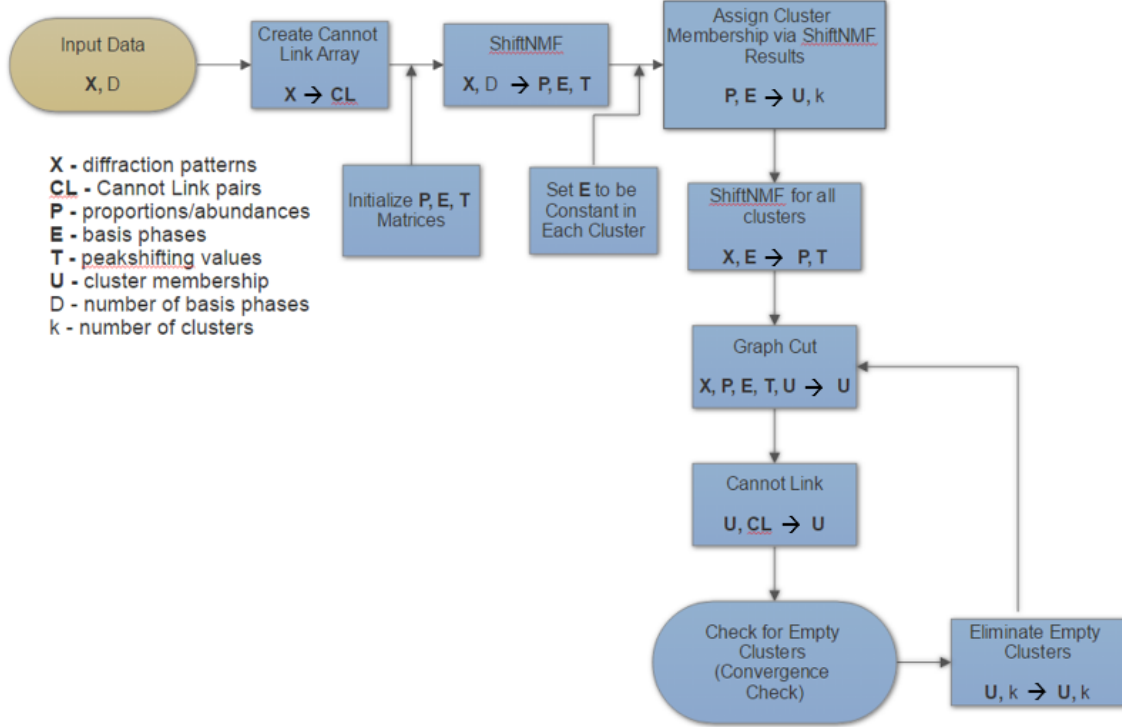 Input Data
X, D
Create Cannot
Link Array
X → CL
ShiftNMF
X, D → P, E, T
Assign Cluster
Membership via ShiftNMF
Results
P, E → U, k
X - diffraction patterns
CL - Cannot Link pairs
P - proportions/abundances
E - basis phases
T - peakshifting values
U - cluster membership
D - number of basis phases
k - number of clusters
Initialize P, E, T
Matrices
Set E to be
Constant in
Each Cluster
ShiftNMF for all
clusters
X, E → P, T
Graph Cut
X, P, E, T, U → U
Cannot Link
U, CL → U
Check for Empty
Clusters
(Convergence
Check)
Eliminate Empty
Clusters
U, k → U, k